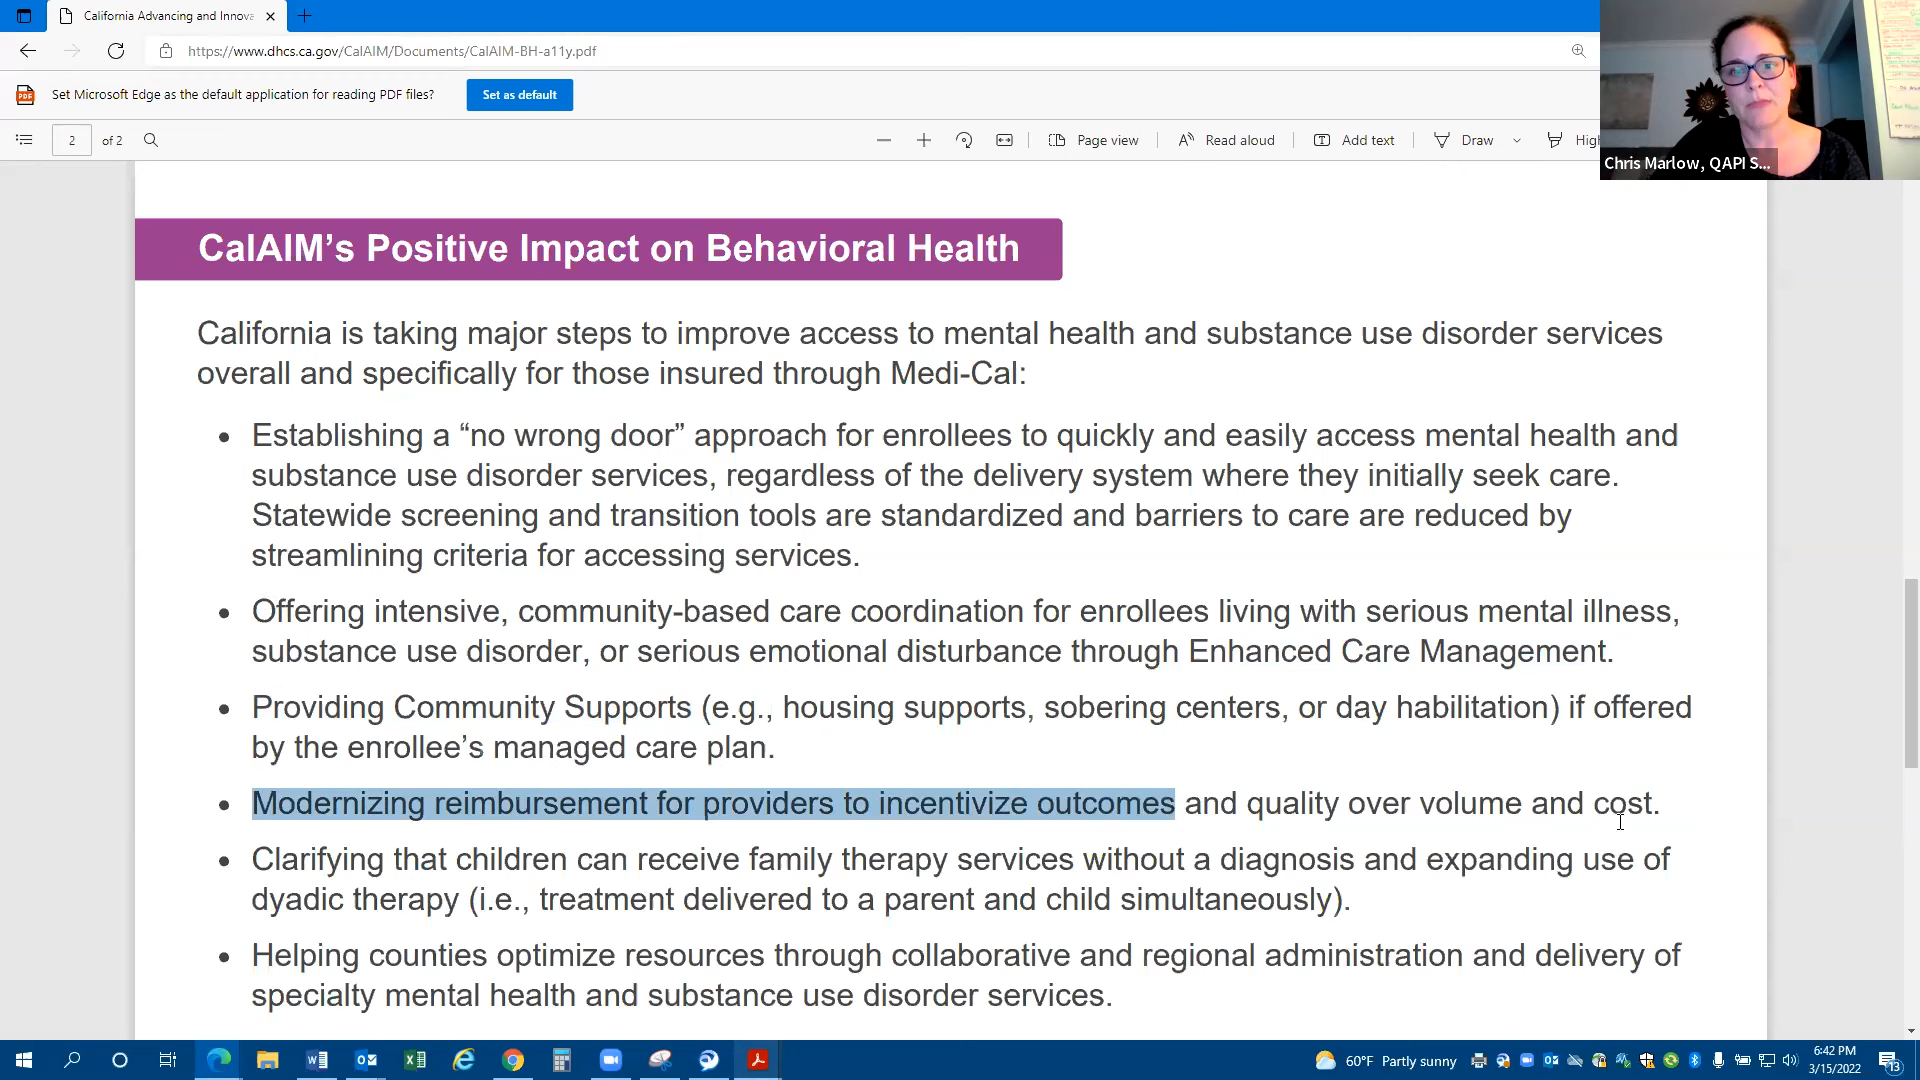 California Advancing and Innova
https://www.dhcs.ca.gov/CalAIM/Documents/CalAIM-BH-a11y.pdf
Set Microsoft Edge as the default application for reading PDF files?
Set as default
2 of 2
Page view
Read aloud
Add text
Draw
Chris Marlow, QAPI S...
CalAIM’s Positive Impact on Behavioral Health
California is taking major steps to improve access to mental health and substance use disorder services
overall and specifically for those insured through Medi-Cal:
• Establishing a “no wrong door” approach for enrollees to quickly and easily access mental health and
substance use disorder services, regardless of the delivery system where they initially seek care.
Statewide screening and transition tools are standardized and barriers to care are reduced by
streamlining criteria for accessing services.
• Offering intensive, community-based care coordination for enrollees living with serious mental illness,
substance use disorder, or serious emotional disturbance through Enhanced Care Management.
• Providing Community Supports (e.g., housing supports, sobering centers, or day habilitation) if offered
by the enrollee’s managed care plan.
• Modernizing reimbursement for providers to incentivize outcomes and quality over volume and cost.
• Clarifying that children can receive family therapy services without a diagnosis and expanding use of
dyadic therapy (i.e., treatment delivered to a parent and child simultaneously).
• Helping counties optimize resources through collaborative and regional administration and delivery of
specialty mental health and substance use disorder services.
60°F Partly sunny
6:42 PM
3/15/2022
13